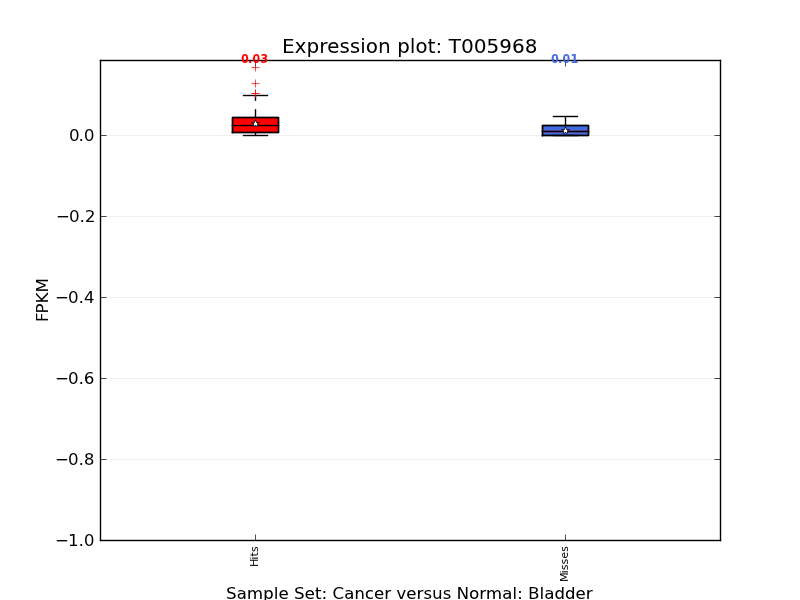 Expression plot: T005968
0.03
0.01
0.0
−0.2
−0.4
−0.6
−0.8
−1.0
FPKM
Hits
Misses
Sample Set: Cancer versus Normal: Bladder